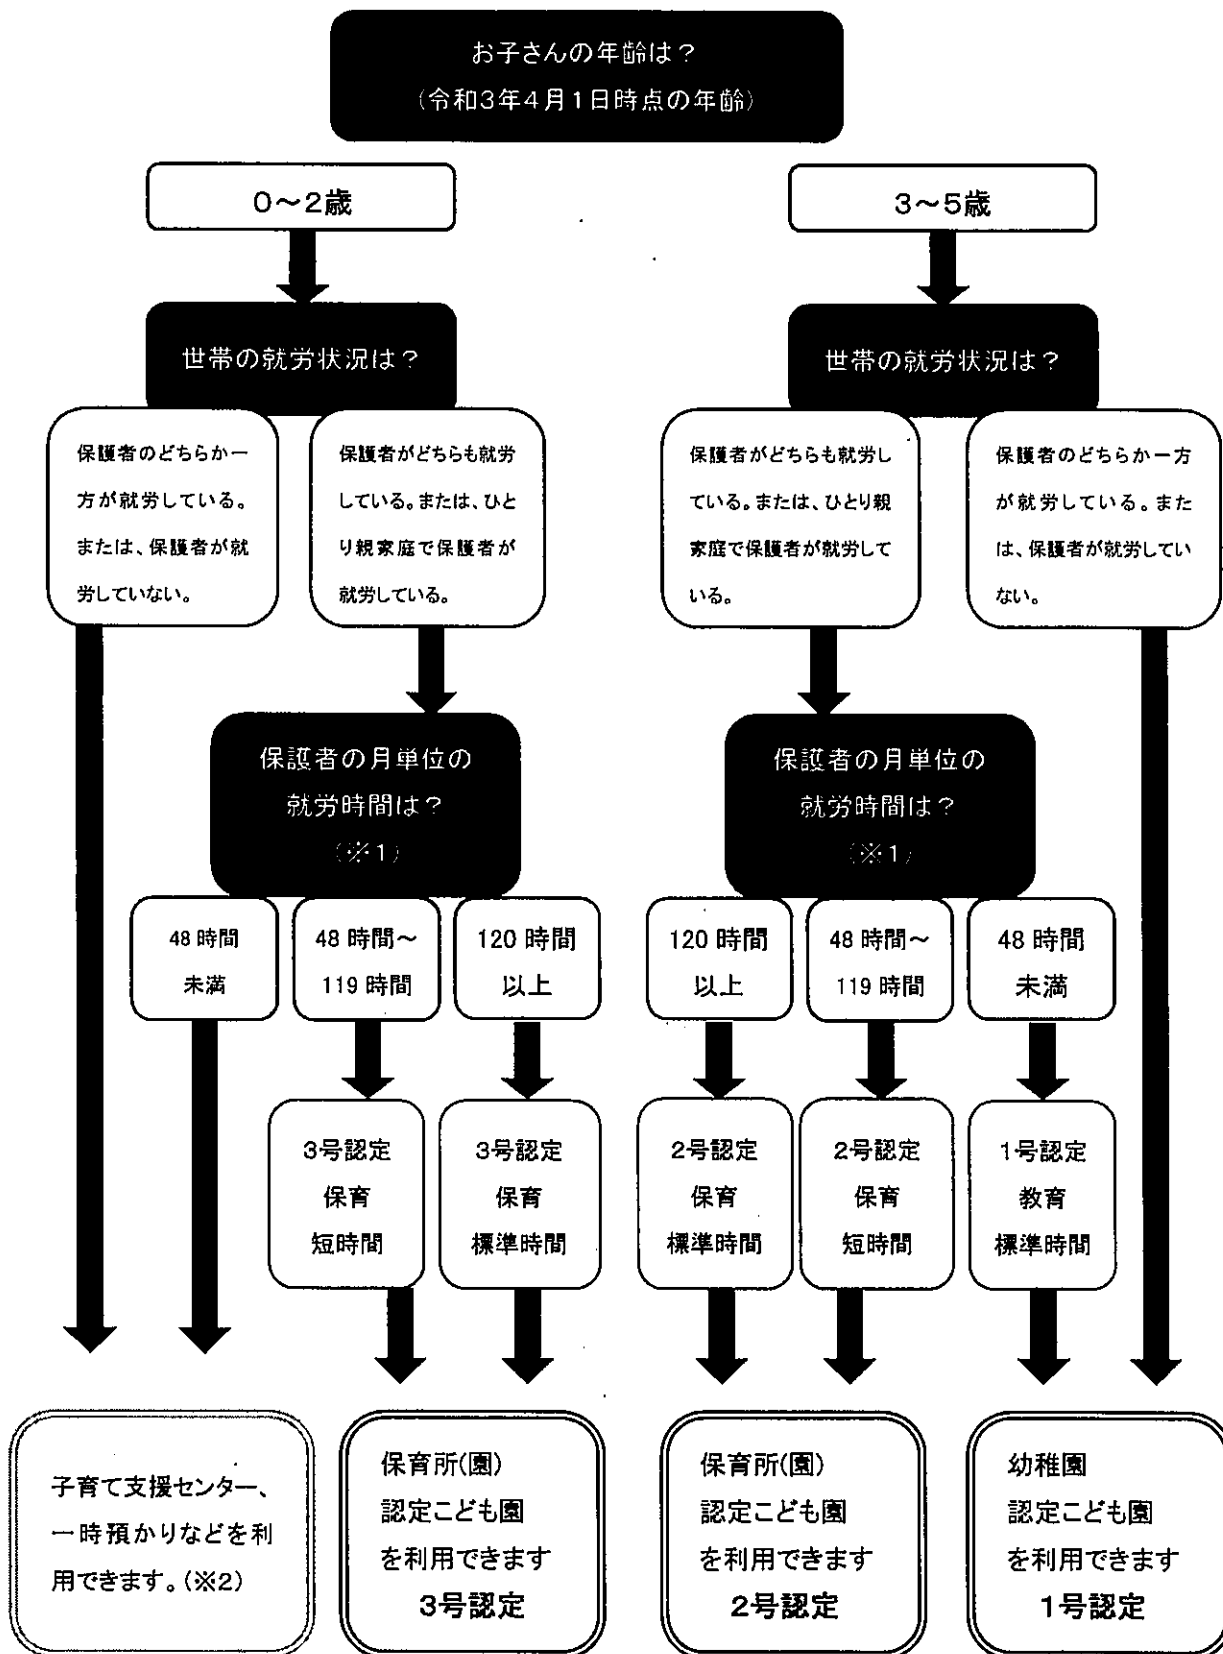 お子さんの年齢は？
（令和3年4月1日時点の年齢）
0～2歳
3～5歳
世帯の就労状況は？
世帯の就労状況は？
保護者のどちらか一
方が就労している。
または、保護者が就
労していない。
保護者がどちらも就労
している。または、ひと
り親家庭で保護者が
就労している。
保護者がどちらも就労し
ている。または、ひとり親
家庭で保護者が就労して
いる。
保護者のどちらか一方
が就労している。また
は、保護者が就労してい
ない。
保護者の月単位の
就労時間は？
（※1）
保護者の月単位の
就労時間は？
（※1）
48時間
未満
48時間～
119時間
120時間
以上
120時間
以上
48時間～
119時間
48時間
未満
3号認定
保育
短時間
3号認定
保育
標準時間
2号認定
保育
標準時間
2号認定
保育
短時間
1号認定
教育
標準時間
子育て支援センター、
一時預かりなどを利
用できます。(※2)
保育所(園)
認定こども園
を利用できます
3号認定
保育所(園)
認定こども園
を利用できます
2号認定
幼稚園
認定こども園
を利用できます
1号認定